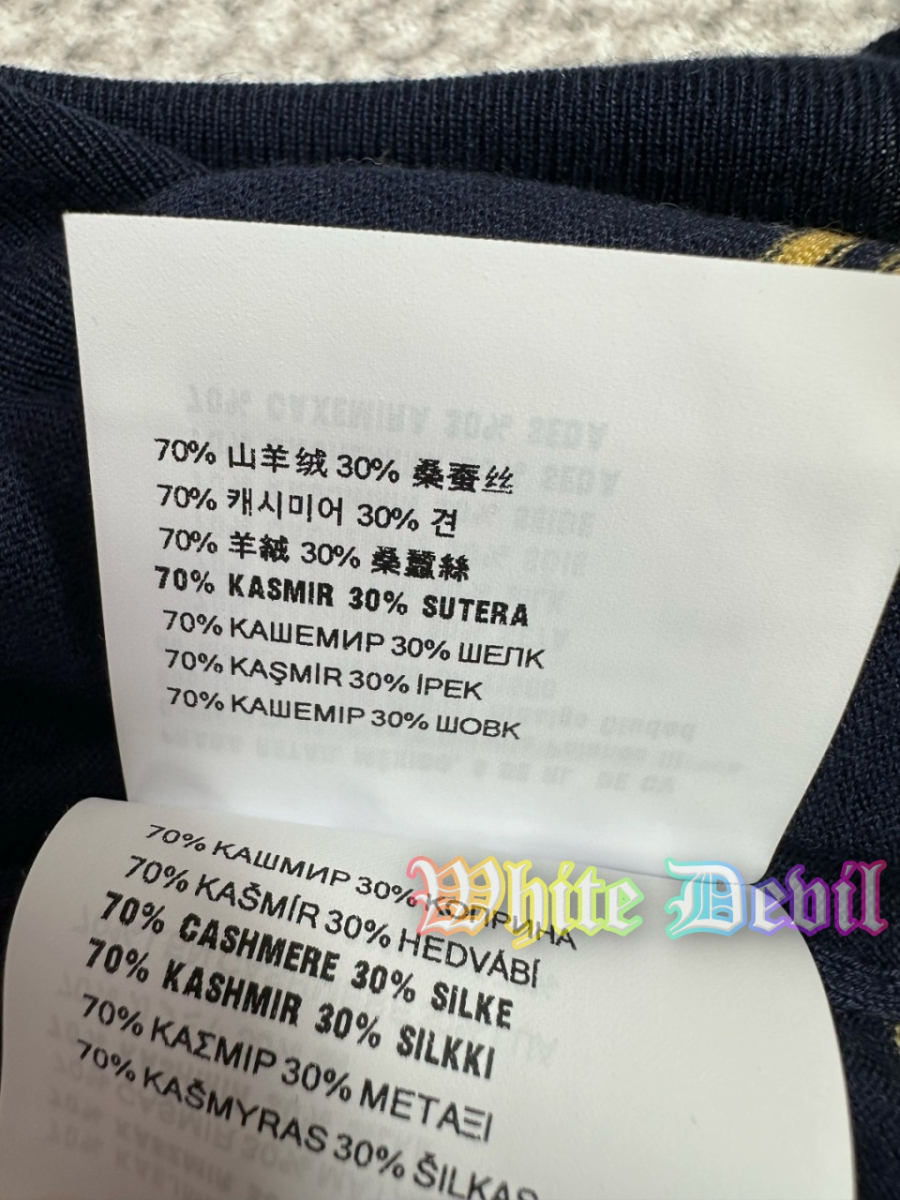 70% 山羊绒 30% 桑蚕丝
70% 캐시미어 30% 견
70% 羊絨 30% 桑蠶絲
70% KASMIR 30% SUTERA
70% КАШЕМИР 30% ШЕЛК
70% KAŞMİR 30% İPEK
70% КАШЕМІР 30% ШОВК
70% КАШМИР 30% КОПРИНА
70% KAŠMÍR 30% HEDVÁBÍ
70% CASHMERE 30% SILKE
70% KASHMIR 30% SILKKI
70% ΚΑΣΜΙΡ 30% ΜΕΤΑΞΙ
70% KAŠMYRAS 30% ŠILKAS
White Devil